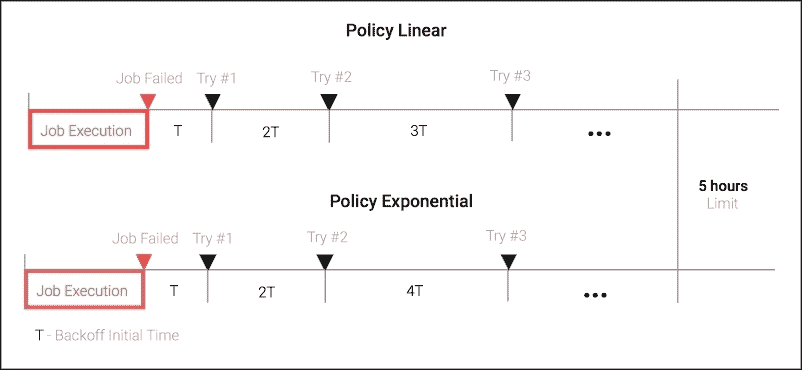 Policy Linear
Job Failed Try #1 Try #2 Try #3
Job Execution T 2T 3T ...
5 hours
Limit
Policy Exponential
Job Failed Try #1 Try #2 Try #3
Job Execution T 2T 4T ...
T - Backoff Initial Time